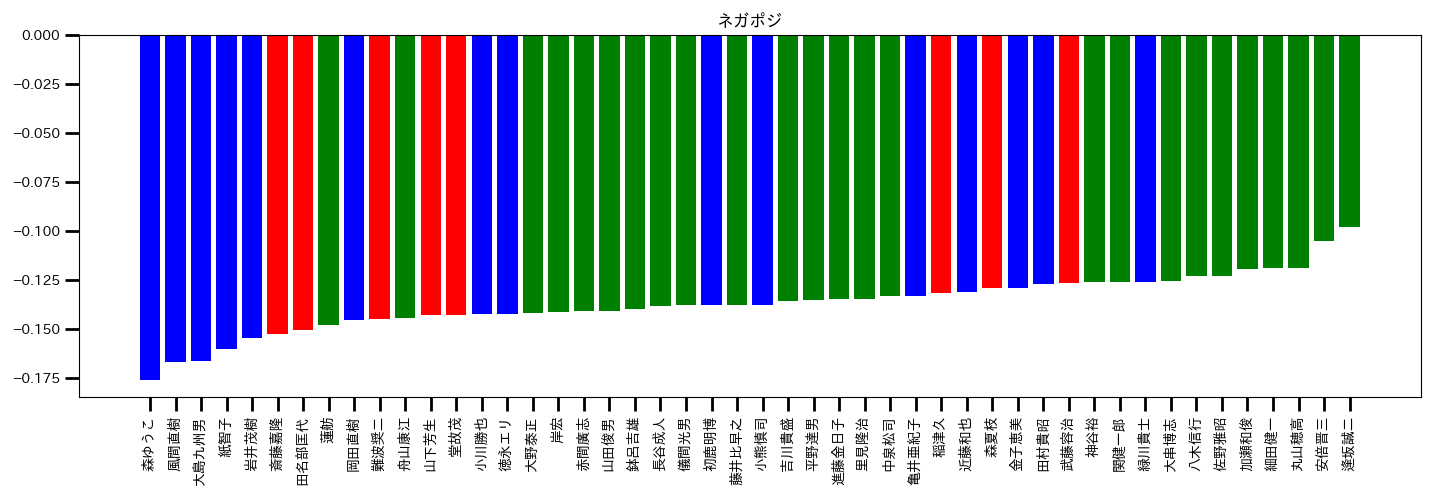 ネガポジ
0.000
−0.025
−0.050
−0.075
−0.100
−0.125
−0.150
−0.175
森ゆうこ
風間直樹
大島九州男
紙智子
岩井茂樹
斎藤嘉隆
田名部匡代
蓮舫
岡田直樹
難波奨二
舟山康江
山下芳生
堂故茂
小川勝也
徳永エリ
大野泰正
岸宏
赤間廣志
山田俊男
鉢呂吉雄
長谷成人
儀間光男
初鹿明博
藤井比早之
小熊慎司
吉川貴盛
平野達男
進藤金日子
里見隆治
中泉松司
亀井亜紀子
稲津久
近藤和也
森夏枝
金子恵美
田村貴昭
武藤容治
神谷裕
関健一郎
緑川貴士
大串博志
八木信行
佐野雅昭
加瀬和俊
細田健一
丸山穂高
安倍晋三
逢坂誠二